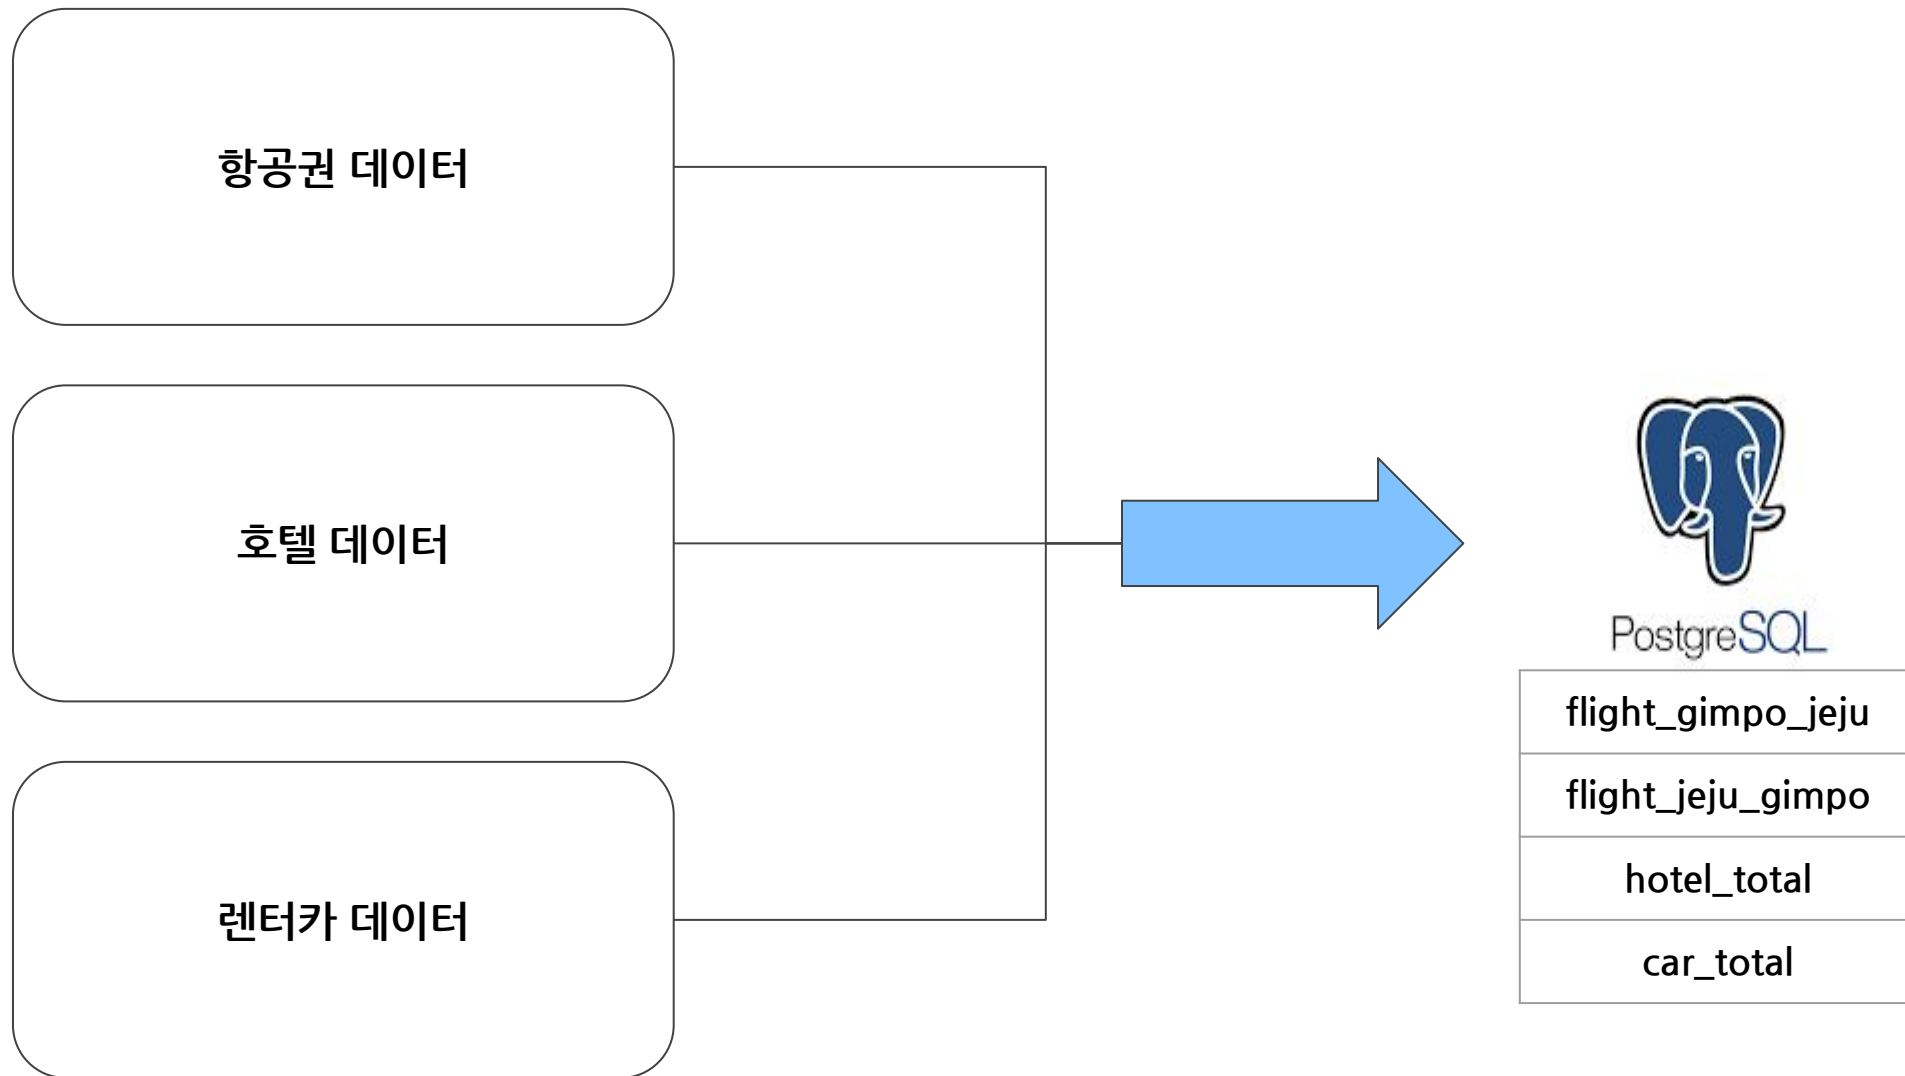 항공권 데이터
호텔 데이터
렌터카 데이터
PostgreSQL
flight_gimpo_jeju
flight_jeju_gimpo
hotel_total
car_total